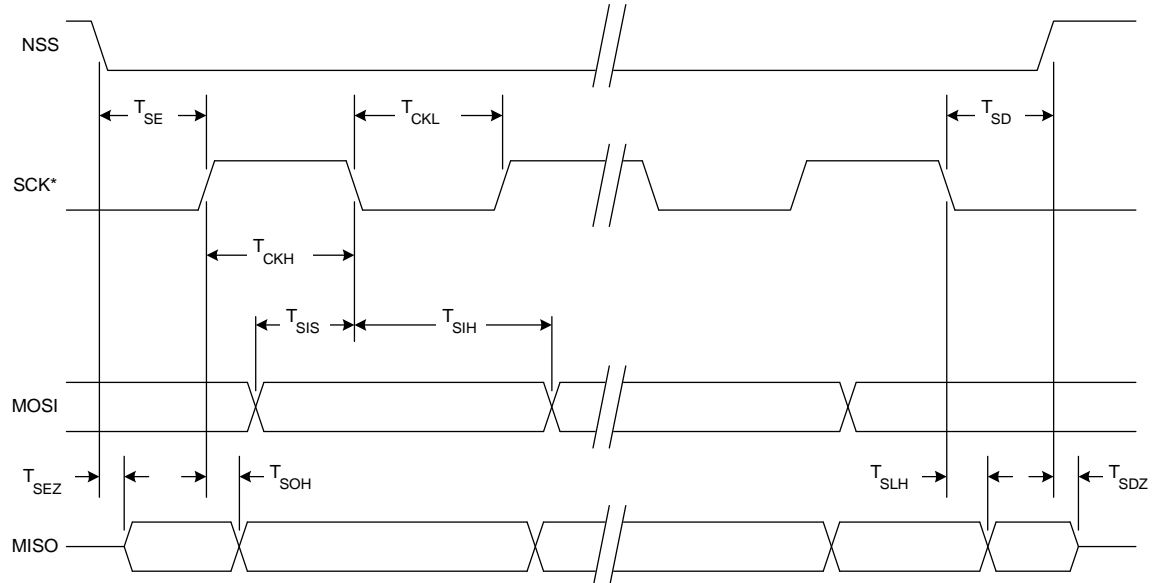 NSS
T_SE
T_CKL
T_SD
SCK*
T_CKH
T_SIS
T_SIH
MOSI
T_SEZ
T_SOH
T_SLH
T_SDZ
MISO